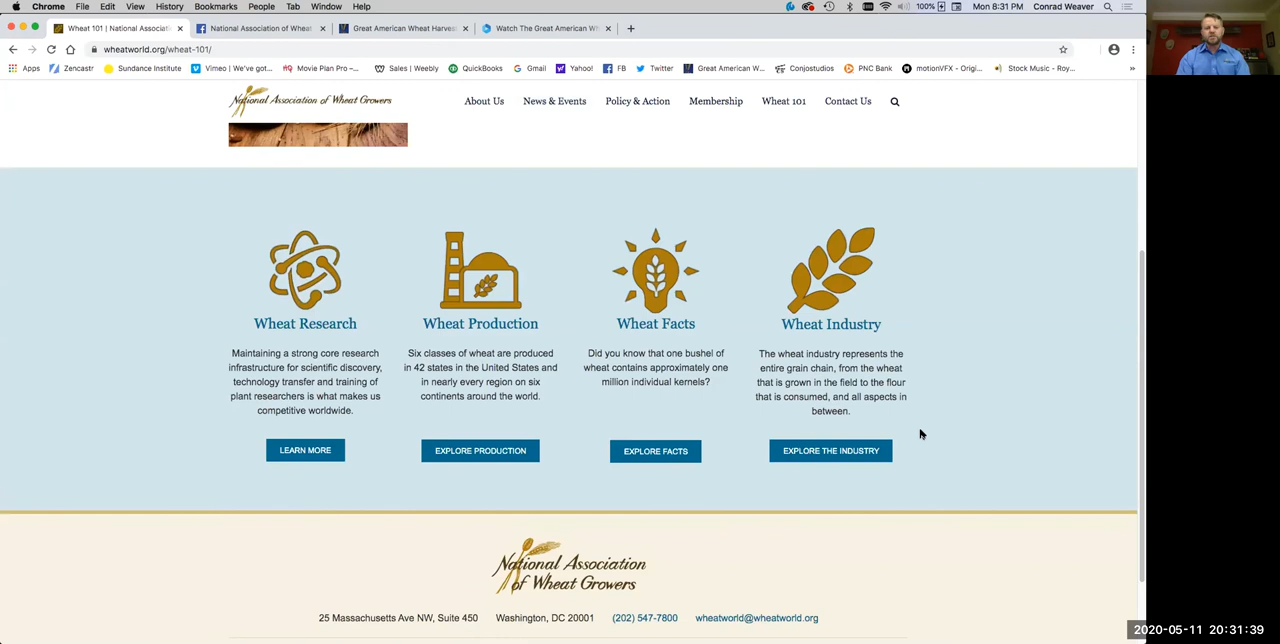 Chrome File Edit View History Bookmarks People Tab Window Help 100% Mon 8:31 PM Conrad Weaver
Wheat 101 | National Associati National Association of Wheat Great American Wheat Harves Watch The Great American W
wheatworld.org/wheat-101/
Apps Zencastr Sundance Institute Vimeo | We've got... Movie Plan Pro –... Sales | Weebly QuickBooks Gmail Yahoo! FB Twitter Great American W... Conjostudios PNC Bank motionVFX - Origi... Stock Music - Roy... »
National Association of Wheat Growers About Us News & Events Policy & Action Membership Wheat 101 Contact Us
Wheat Research Wheat Production Wheat Facts Wheat Industry
Maintaining a strong core research Six classes of wheat are produced Did you know that one bushel of The wheat industry represents the
infrastructure for scientific discovery, in 42 states in the United States and wheat contains approximately one entire grain chain, from the wheat
technology transfer and training of in nearly every region on six million individual kernels? that is grown in the field to the flour
plant researchers is what makes us continents around the world. that is consumed, and all aspects in
competitive worldwide. between.
LEARN MORE EXPLORE PRODUCTION EXPLORE FACTS EXPLORE THE INDUSTRY
National Association
of Wheat Growers
25 Massachusetts Ave NW, Suite 450 Washington, DC 20001 (202) 547-7800 wheatworld@wheatworld.org
2020-05-11 20:31:39